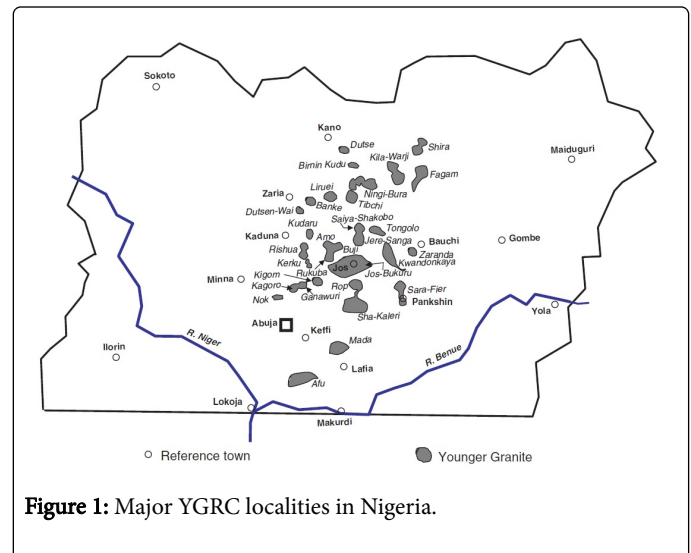 Sokoto
Kano
Dutse
Shira
Kila-Warji
Maiduguri
Birnin Kudu
Fagam
Liruei
Ningi-Bura
Zaria
Banke
Tibchi
Dutsen-Wai
Saiya-Shakobo
Kudaru
Tongolo
Kaduna
Amo
Jere-Sanga
Bauchi
Gombe
Rishua
Buji
Zaranda
Kerku
Jos
Kwandonkaya
Rukuba
Jos-Bukuru
Minna
Kigom
Kagoro
Rop
Sara-Fier
Nok
Ganawuri
Pankshin
Sha-Kaleri
Yola
Abuja
Keffi
R. Niger
Mada
Ilorin
R. Benue
Lafia
Afu
Lokoja
Makurdi
Reference town
Younger Granite
Figure 1: Major YGRC localities in Nigeria.